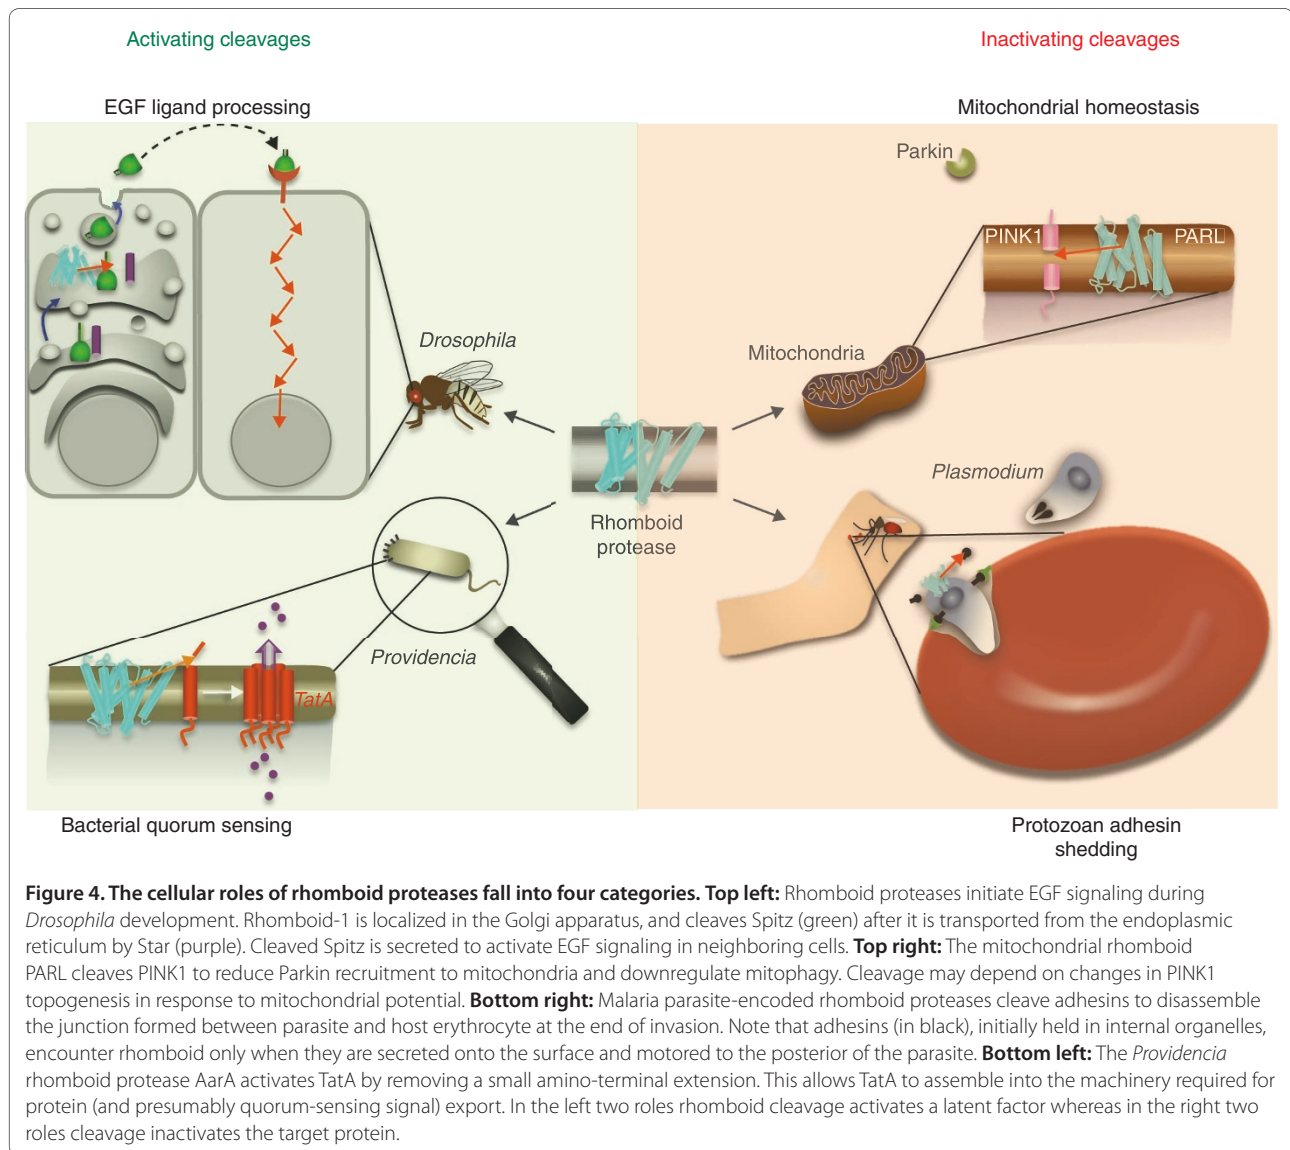 Activating cleavages
Inactivating cleavages
EGF ligand processing
Mitochondrial homeostasis
Parkin
PINK1
PARL
Drosophila
Mitochondria
Plasmodium
Rhomboid
protease
Providencia
TatA
Bacterial quorum sensing
Protozoan adhesin
shedding
Figure 4. The cellular roles of rhomboid proteases fall into four categories. Top left: Rhomboid proteases initiate EGF signaling during
Drosophila development. Rhomboid-1 is localized in the Golgi apparatus, and cleaves Spitz (green) after it is transported from the endoplasmic
reticulum by Star (purple). Cleaved Spitz is secreted to activate EGF signaling in neighboring cells. Top right: The mitochondrial rhomboid
PARL cleaves PINK1 to reduce Parkin recruitment to mitochondria and downregulate mitophagy. Cleavage may depend on changes in PINK1
topogenesis in response to mitochondrial potential. Bottom right: Malaria parasite-encoded rhomboid proteases cleave adhesins to disassemble
the junction formed between parasite and host erythrocyte at the end of invasion. Note that adhesins (in black), initially held in internal organelles,
encounter rhomboid only when they are secreted onto the surface and motored to the posterior of the parasite. Bottom left: The Providencia
rhomboid protease AarA activates TatA by removing a small amino-terminal extension. This allows TatA to assemble into the machinery required for
protein (and presumably quorum-sensing signal) export. In the left two roles rhomboid cleavage activates a latent factor whereas in the right two
roles cleavage inactivates the target protein.